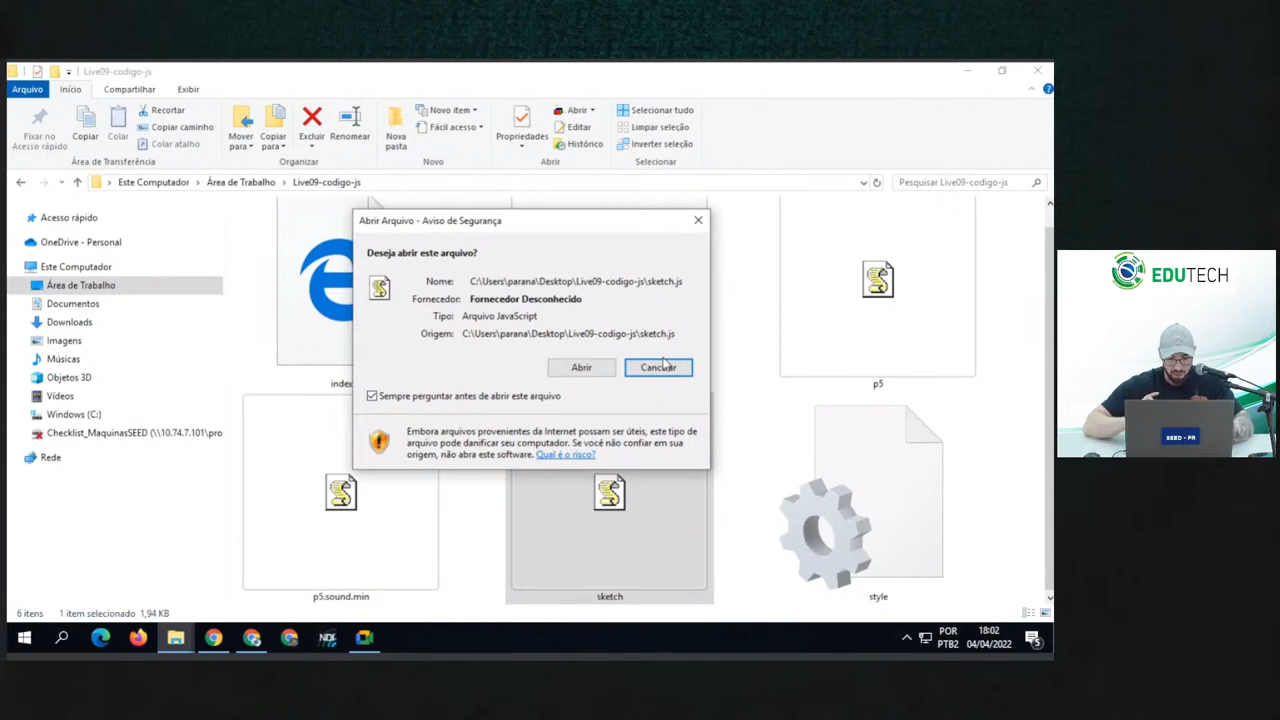 Live09-codigo-js
Arquivo Início Compartilhar Exibir
Fixar no
Acesso rápido
Copiar
Colar
Recortar
Copiar caminho
Colar atalho
Mover
para
Copiar
para
Excluir
Renomear
Nova
pasta
Novo item
Fácil acesso
Propriedades
Abrir
Editar
Histórico
Selecionar tudo
Limpar seleção
Inverter seleção
Área de Transferência Organizar Novo Abrir Selecionar
Este Computador > Área de Trabalho > Live09-codigo-js
Pesquisar Live09-codigo-js
Acesso rápido
OneDrive - Personal
Este Computador
Área de Trabalho
Documentos
Downloads
Imagens
Músicas
Objetos 3D
Vídeos
Windows (C:)
Checklist_MaquinasSEED (\\10.74.7.101\pro
Rede
Abrir Arquivo - Aviso de Segurança
Deseja abrir este arquivo?
Nome: C:\Users\parana\Desktop\Live09-codigo-js\sketch.js
Fornecedor: Fornecedor Desconhecido
Tipo: Arquivo JavaScript
Origem: C:\Users\parana\Desktop\Live09-codigo-js\sketch.js
Abrir
Cancelar
Sempre perguntar antes de abrir este arquivo
Embora arquivos provenientes da Internet possam ser úteis, este tipo de
arquivo pode danificar seu computador. Se você não confiar em sua
origem, não abra este software. Qual é o risco?
index
p5
p5.sound.min
sketch
style
6 itens 1 item selecionado 1,94 KB
NDI
POR
PTB2
18:02
04/04/2022
5
EDUTECH
SEED - PR